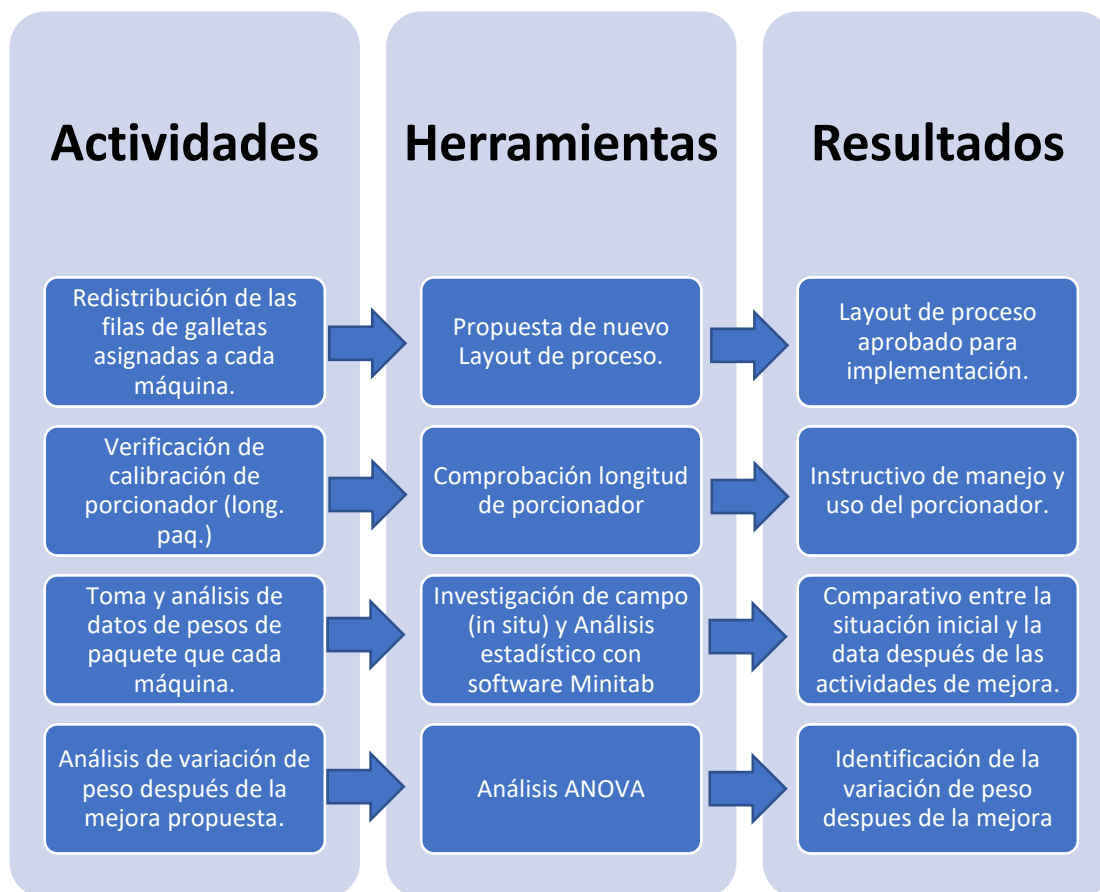 Actividades
Herramientas
Resultados
Redistribución de las
filas de galletas
asignadas a cada
máquina.
Propuesta de nuevo
Layout de proceso.
Layout de proceso
aprobado para
implementación.
Verificación de
calibración de
porcionador (long.
paq.)
Comprobación longitud
de porcionador
Instructivo de manejo y
uso del porcionador.
Toma y análisis de
datos de pesos de
paquete que cada
máquina.
Investigación de campo
(in situ) y Análisis
estadístico con
software Minitab
Comparativo entre la
situación inicial y la
data después de las
actividades de mejora.
Análisis de variación de
peso después de la
mejora propuesta.
Análisis ANOVA
Identificación de la
variación de peso
despues de la mejora